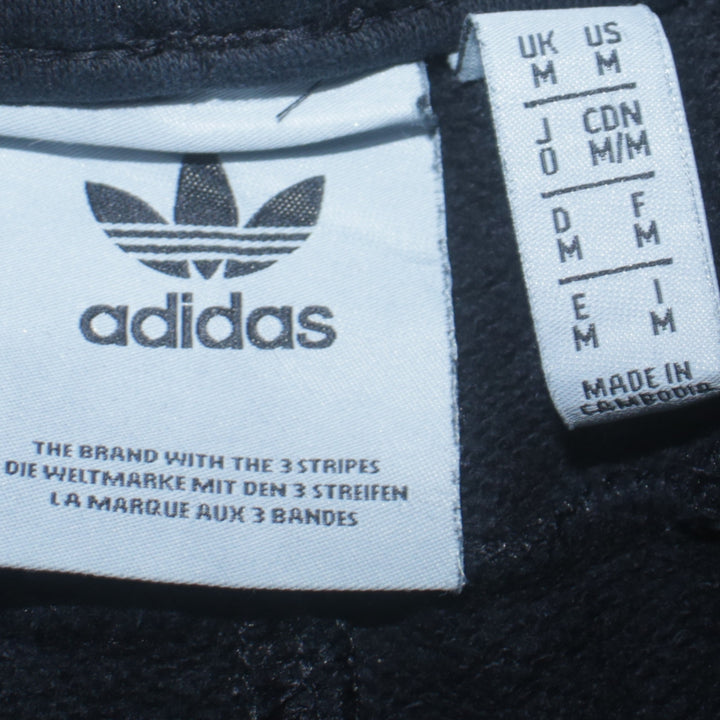 adidas
THE BRAND WITH THE 3 STRIPES
DIE WELTMARKE MIT DEN 3 STREIFEN
LA MARQUE AUX 3 BANDES
UK US
M M
J CDN
O M/M
D F
M M
E I
M M
MADE IN
CAMBODIA